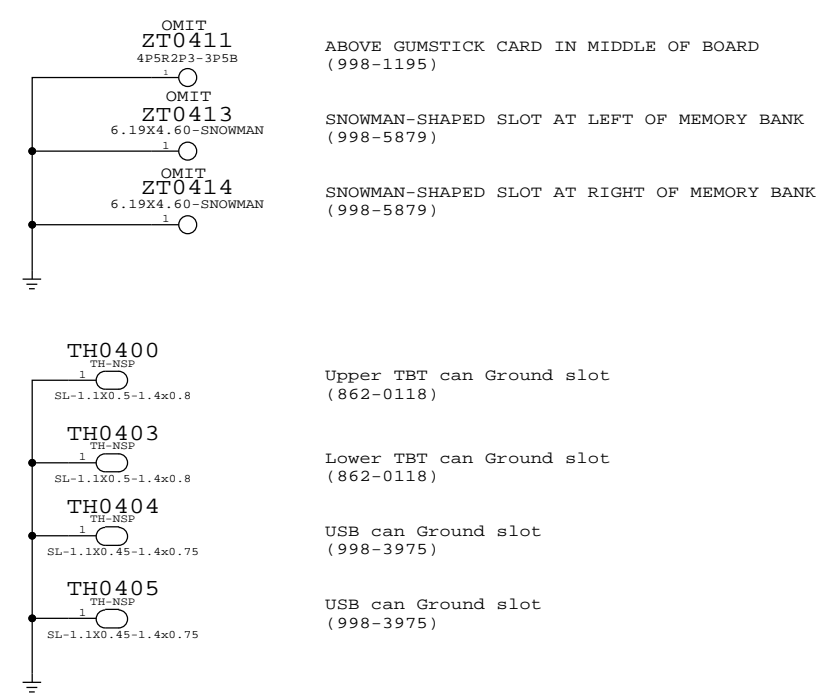 OMIT
ZT0411
4P5R2P3-3P5B
1
ABOVE GUMSTICK CARD IN MIDDLE OF BOARD
(998-1195)
OMIT
ZT0413
6.19X4.60-SNOWMAN
1
SNOWMAN-SHAPED SLOT AT LEFT OF MEMORY BANK
(998-5879)
OMIT
ZT0414
6.19X4.60-SNOWMAN
1
SNOWMAN-SHAPED SLOT AT RIGHT OF MEMORY BANK
(998-5879)
TH0400
TH-NSP
1
SL-1.1X0.5-1.4x0.8
Upper TBT can Ground slot
(862-0118)
TH0403
TH-NSP
1
SL-1.1X0.5-1.4x0.8
Lower TBT can Ground slot
(862-0118)
TH0404
TH-NSP
1
SL-1.1X0.45-1.4x0.75
USB can Ground slot
(998-3975)
TH0405
TH-NSP
1
SL-1.1X0.45-1.4x0.75
USB can Ground slot
(998-3975)